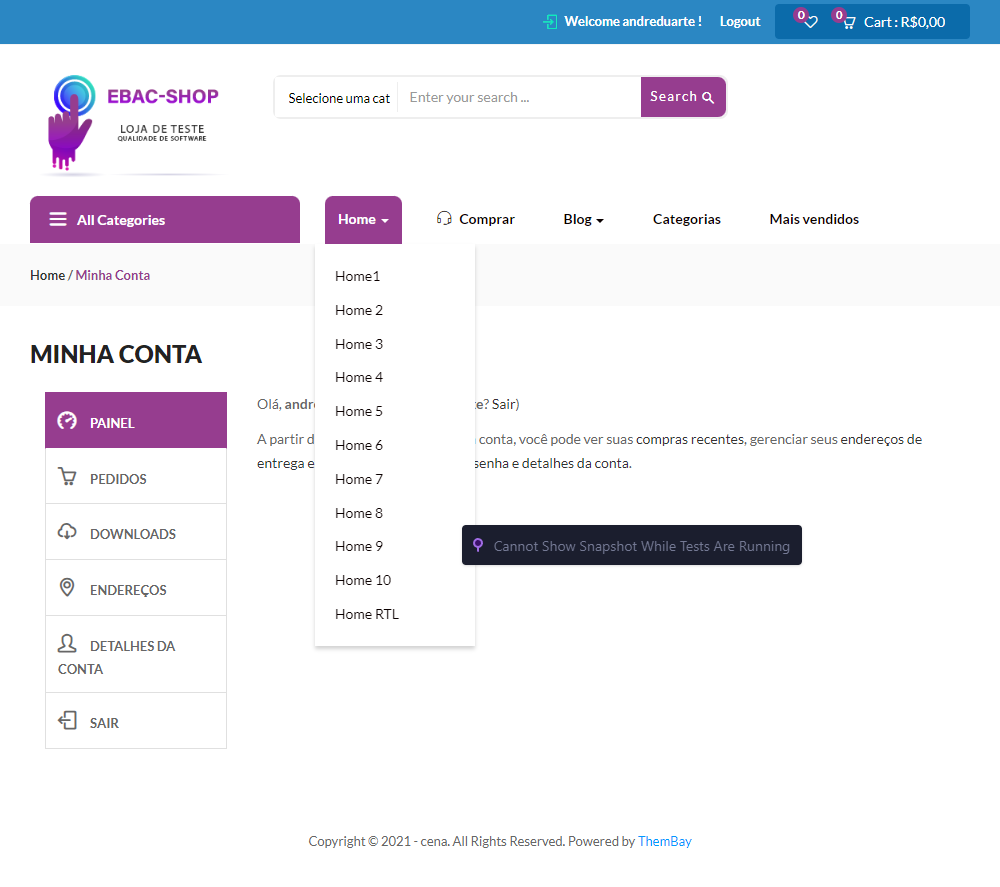 Welcome andreduarte ! Logout 0 0 Cart : R$0,00
EBAC-SHOP
LOJA DE TESTE
QUALIDADE DE SOFTWARE
Selecione uma cat Enter your search ... Search
All Categories Home Comprar Blog Categorias Mais vendidos
Home / Minha Conta
Home1
Home 2
Home 3
Home 4
Home 5
Home 6
Home 7
Home 8
Home 9
Home 10
Home RTL
MINHA CONTA
PAINEL
PEDIDOS
DOWNLOADS
ENDEREÇOS
DETALHES DA
CONTA
SAIR
Olá, Sair)
A partir conta, você pode ver suas compras recentes, gerenciar seus endereços de
entrega senha e detalhes da conta.
Cannot Show Snapshot While Tests Are Running
Copyright © 2021 - cena. All Rights Reserved. Powered by ThemBay